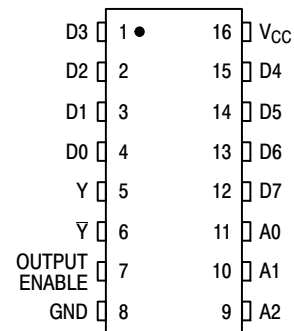 D3 1 16 VCC
D2 2 15 D4
D1 3 14 D5
D0 4 13 D6
Y 5 12 D7
Y̅ 6 11 A0
OUTPUT
ENABLE 7 10 A1
GND 8 9 A2